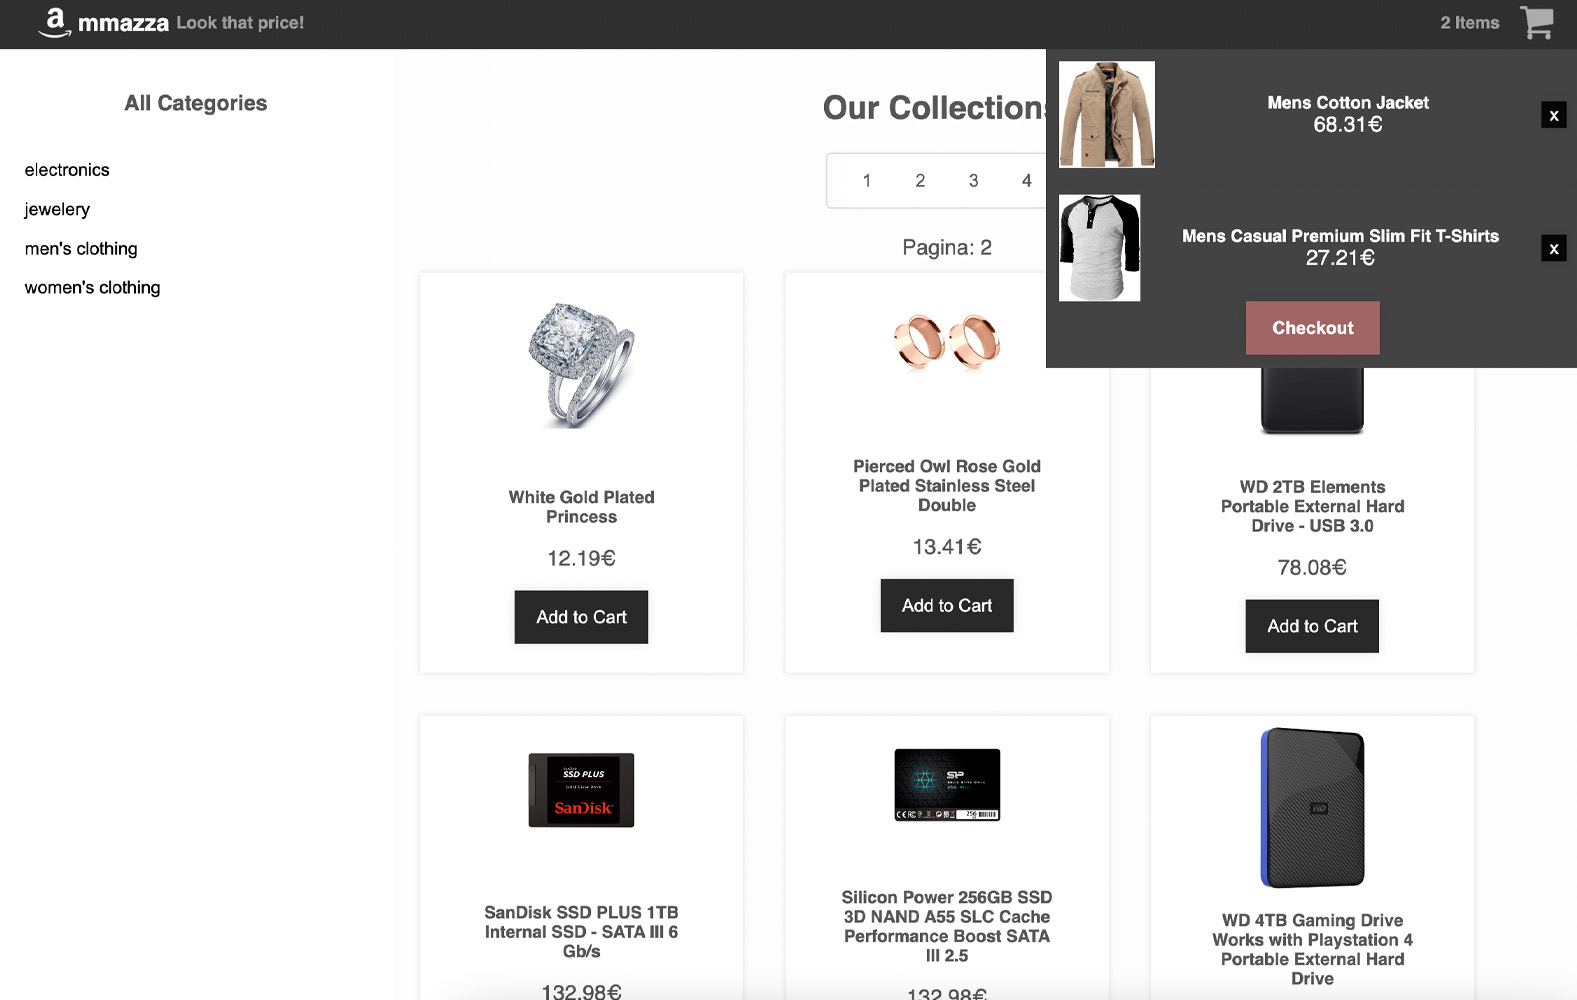 a mmazza Look that price!
2 Items
All Categories
electronics
jewelery
men's clothing
women's clothing
Our Collections
1 2 3 4
Pagina: 2
Mens Cotton Jacket
68.31€
x
Mens Casual Premium Slim Fit T-Shirts
27.21€
x
Checkout
White Gold Plated
Princess
12.19€
Add to Cart
Pierced Owl Rose Gold
Plated Stainless Steel
Double
13.41€
Add to Cart
WD 2TB Elements
Portable External Hard
Drive - USB 3.0
78.08€
Add to Cart
SanDisk
SSD PLUS
SanDisk
SanDisk SSD PLUS 1TB
Internal SSD - SATA III 6
Gb/s
132.98€
SP
256
Silicon Power 256GB SSD
3D NAND A55 SLC Cache
Performance Boost SATA
III 2.5
132.98€
WD
WD 4TB Gaming Drive
Works with Playstation 4
Portable External Hard
Drive